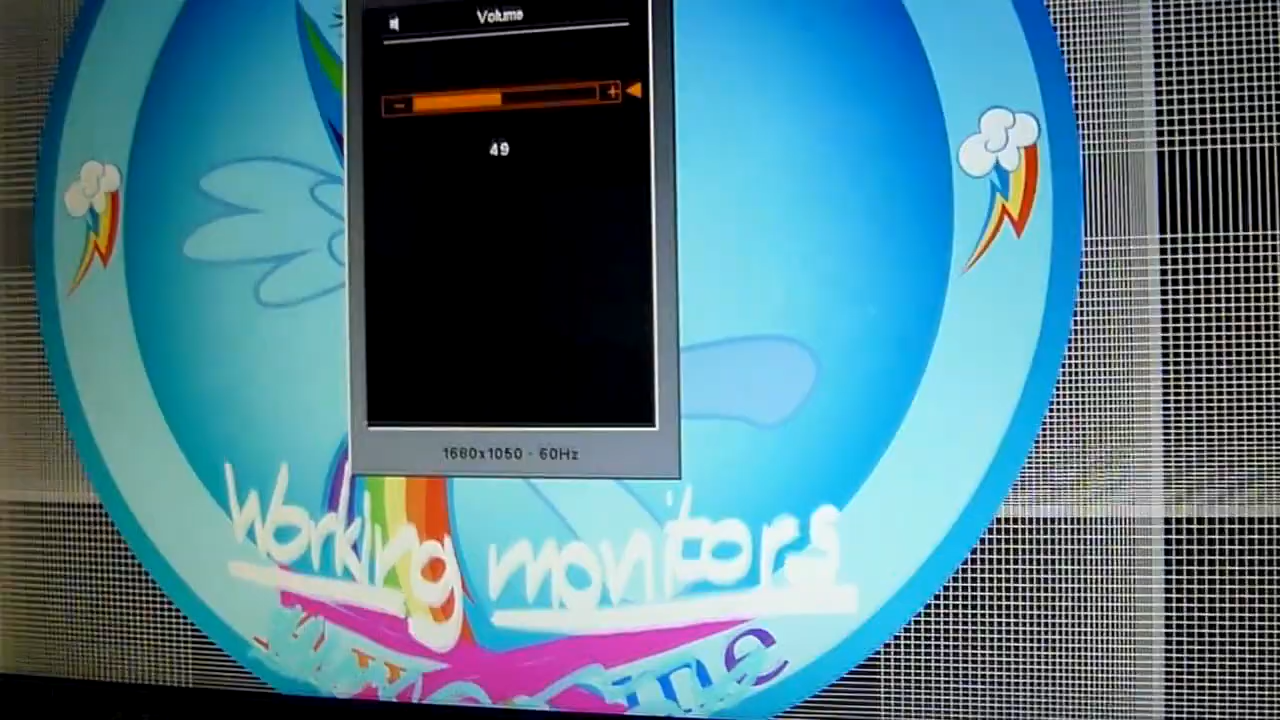 Volume
- +
49
1680x1050 - 60Hz
Working monitors